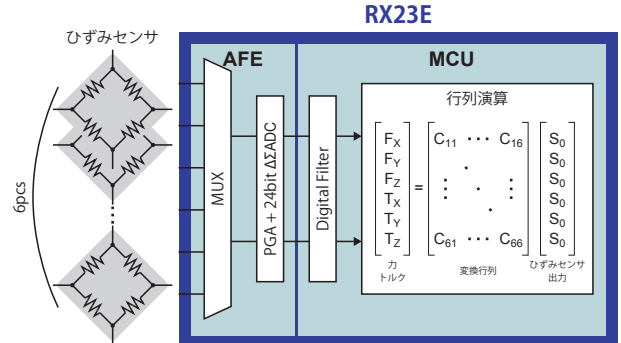 RX23E
ひずみセンサ
6pcs
AFE
MUX
PGA + 24bit ΔΣADC
MCU
Digital Filter
行列演算
F_X
F_Y
F_Z
T_X
T_Y
T_Z
=
C_11 ··· C_16
⋮ ⋱ ⋮
C_61 ··· C_66
S_0
S_0
S_0
S_0
S_0
S_0
力
トルク
変換行列
ひずみセンサ
出力